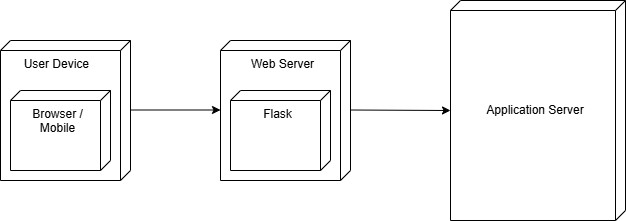 User Device
Browser /
Mobile
Web Server
Flask
Application Server